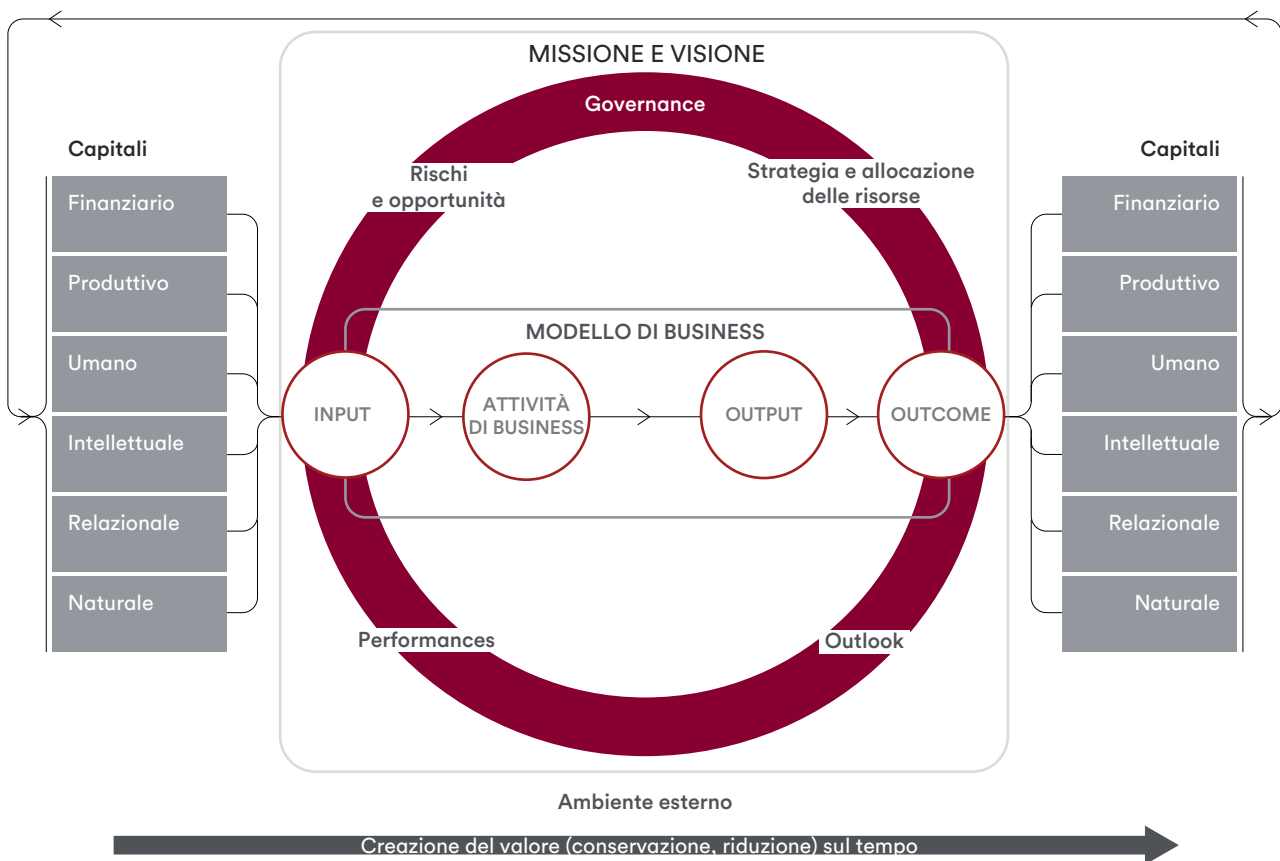 MISSIONE E VISIONE
Governance
Capitali
Finanziario
Produttivo
Umano
Intellettuale
Relazionale
Naturale
Rischi
e opportunità
Strategia e allocazione
delle risorse
MODELLO DI BUSINESS
INPUT
ATTIVITÀ
DI BUSINESS
OUTPUT
OUTCOME
Performances
Outlook
Capitali
Finanziario
Produttivo
Umano
Intellettuale
Relazionale
Naturale
Ambiente esterno
Creazione del valore (conservazione, riduzione) sul tempo